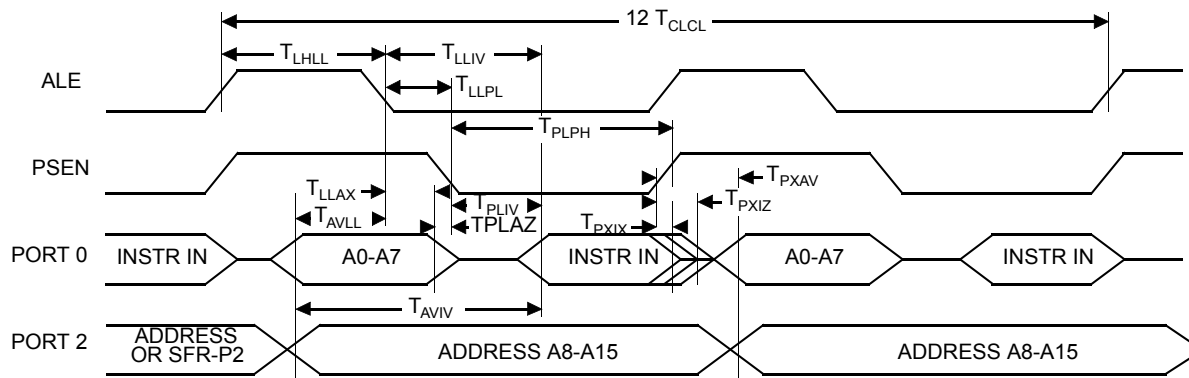 12 TCLCL
TLHLL TLLIV
ALE
TLLPL
TPLPH
PSEN
TPXAV
TLLAX
TPXIZ
TAVLL TPLIV
TPLAZ TPXIX
PORT 0 INSTR IN A0-A7 INSTR IN A0-A7 INSTR IN
TAVIV
PORT 2 ADDRESS OR SFR-P2 ADDRESS A8-A15 ADDRESS A8-A15